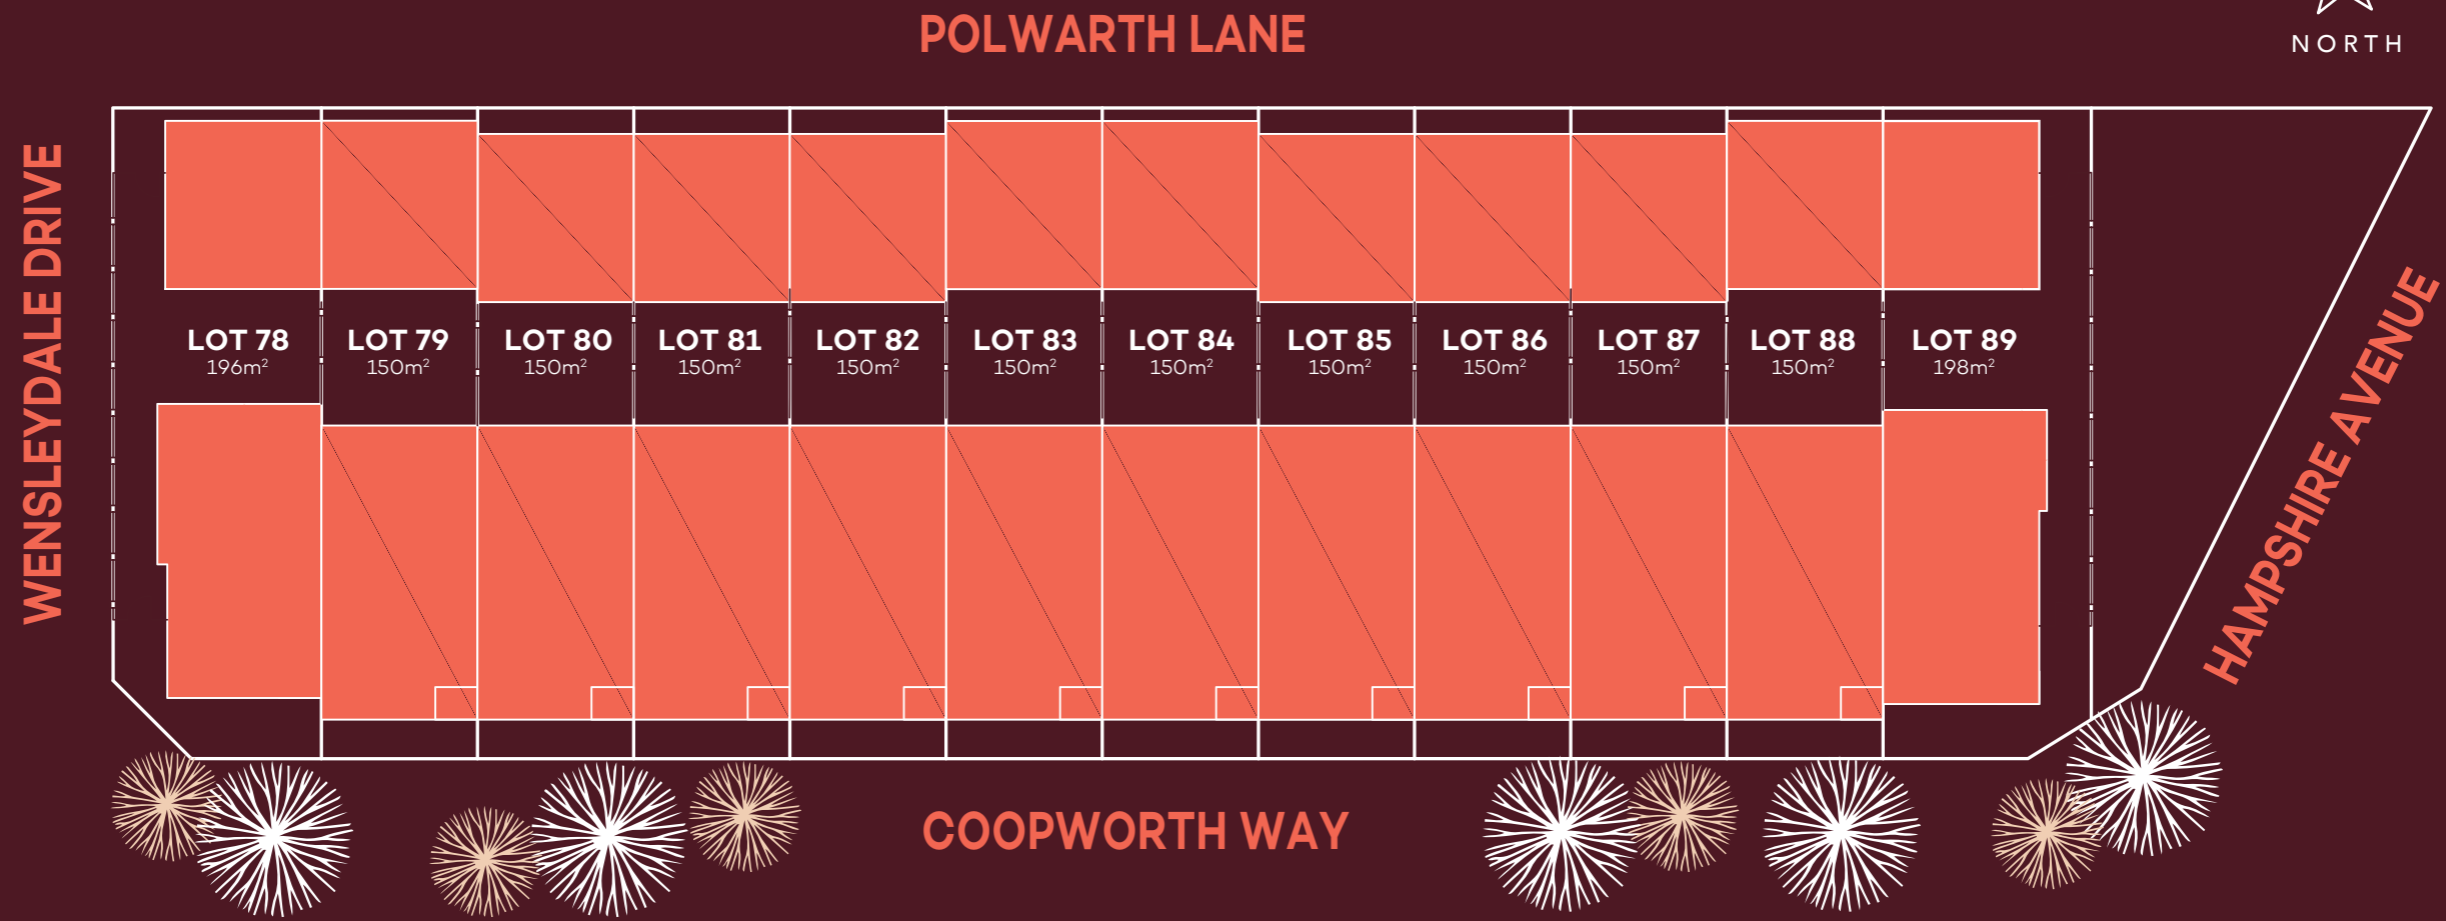 POLWARTH LANE
NORTH
WENSLEYDALE DRIVE
LOT 78
196m²
LOT 79
150m²
LOT 80
150m²
LOT 81
150m²
LOT 82
150m²
LOT 83
150m²
LOT 84
150m²
LOT 85
150m²
LOT 86
150m²
LOT 87
150m²
LOT 88
150m²
LOT 89
198m²
HAMPSHIRE AVENUE
COOPWORTH WAY